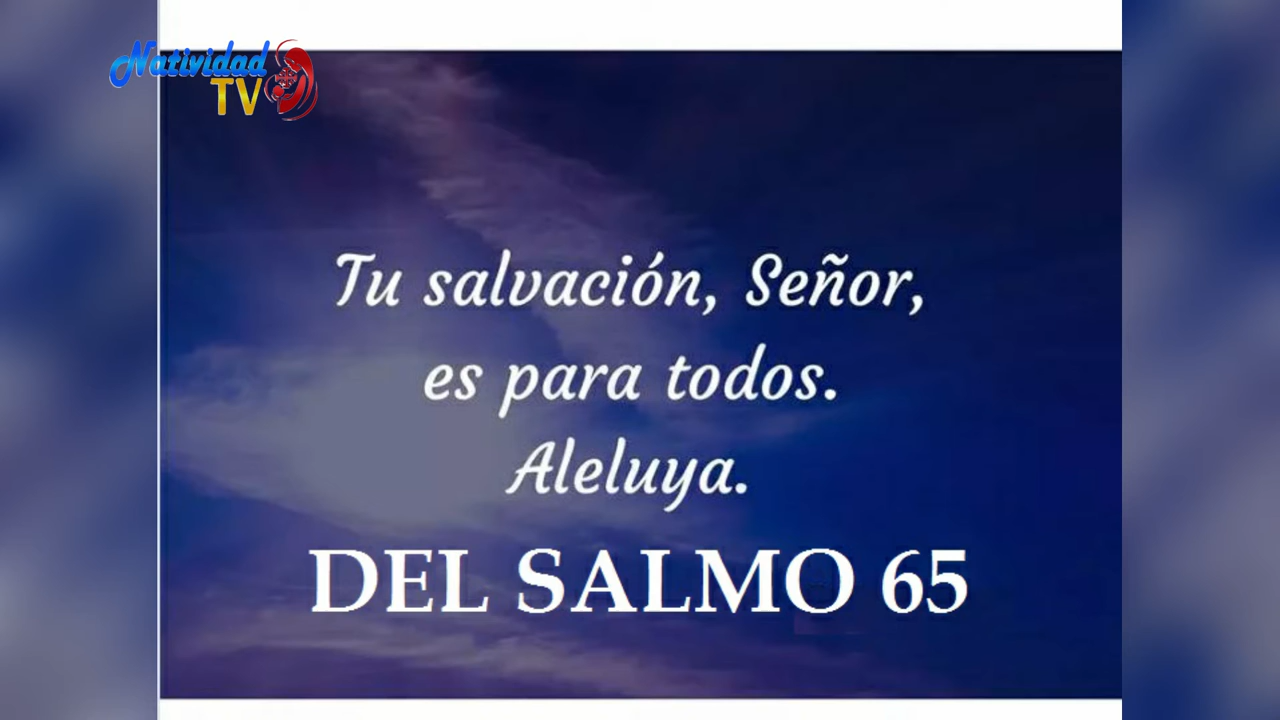 Natividad
TV
Tu salvación, Señor,
es para todos.
Aleluya.
DEL SALMO 65